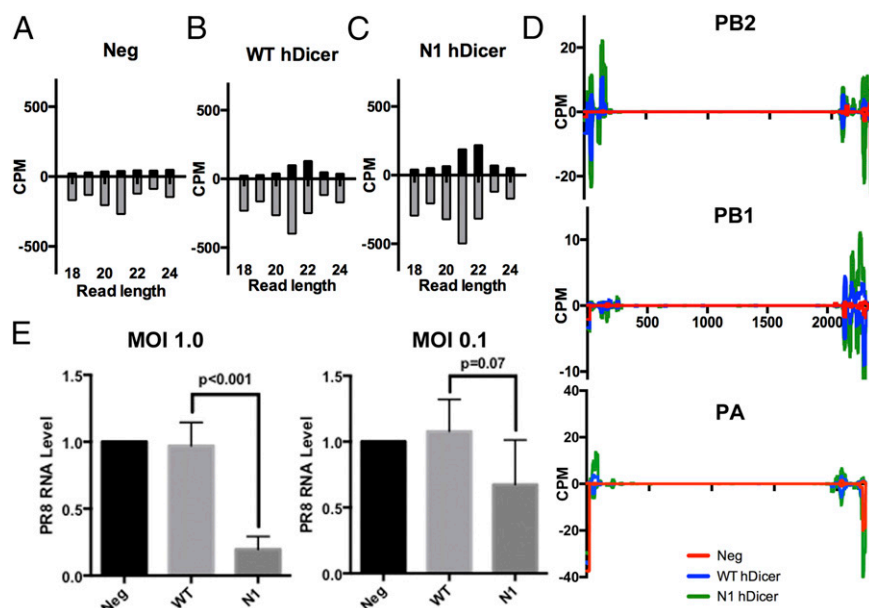 A
Neg
500
0
-500
CPM
18 20 22 24
Read length
B
WT hDicer
500
0
-500
CPM
18 20 22 24
Read length
C
N1 hDicer
500
0
-500
CPM
18 20 22 24
Read length
D
PB2
20
0
-20
CPM
PB1
10
0
-10
CPM
500 1000 1500 2000
PA
40
20
0
-20
-40
CPM
Neg
WT hDicer
N1 hDicer
E
MOI 1.0
p<0.001
1.5
1.0
0.5
0.0
PR8 RNA Level
Neg WT N1
MOI 0.1
p=0.07
1.5
1.0
0.5
0.0
PR8 RNA Level
Neg WT N1